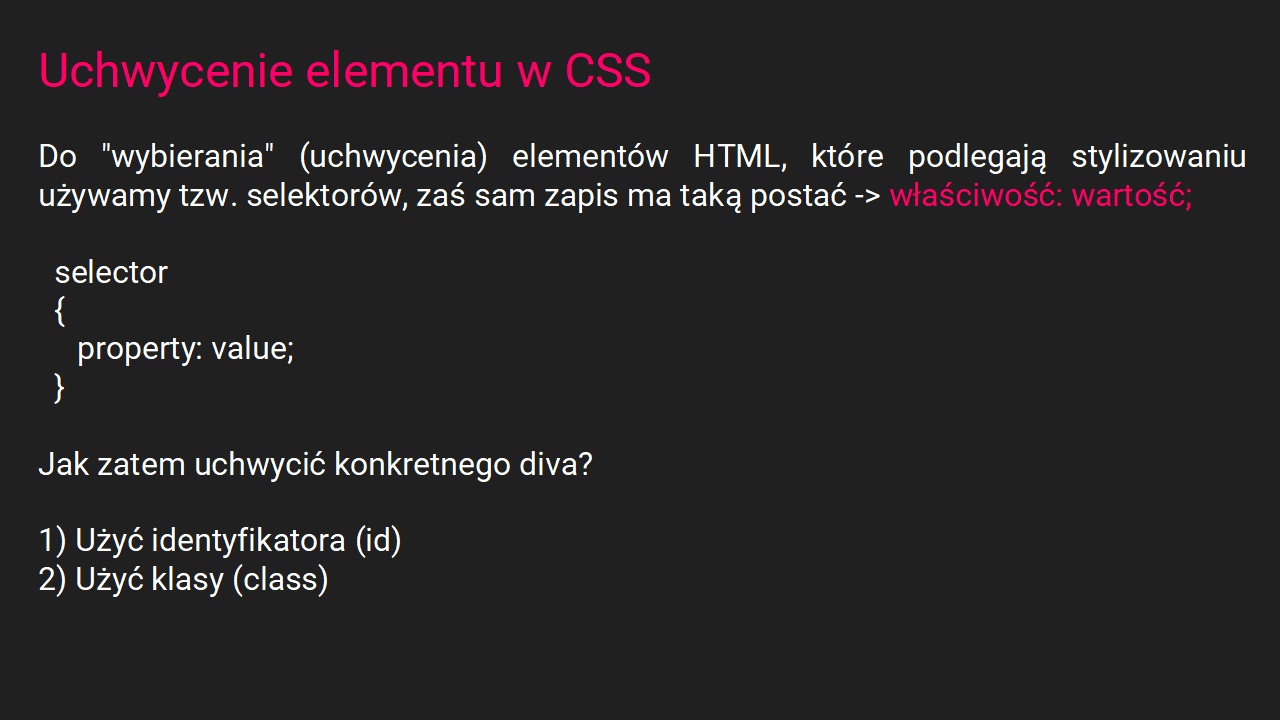 Uchwycenie elementu w CSS
Do "wybierania" (uchwycenia) elementów HTML, które podlegają stylizowaniu
używamy tzw. selektorów, zaś sam zapis ma taką postać -> właściwość: wartość;
selector
{
property: value;
}
Jak zatem uchwycić konkretnego diva?
1) Użyć identyfikatora (id)
2) Użyć klasy (class)